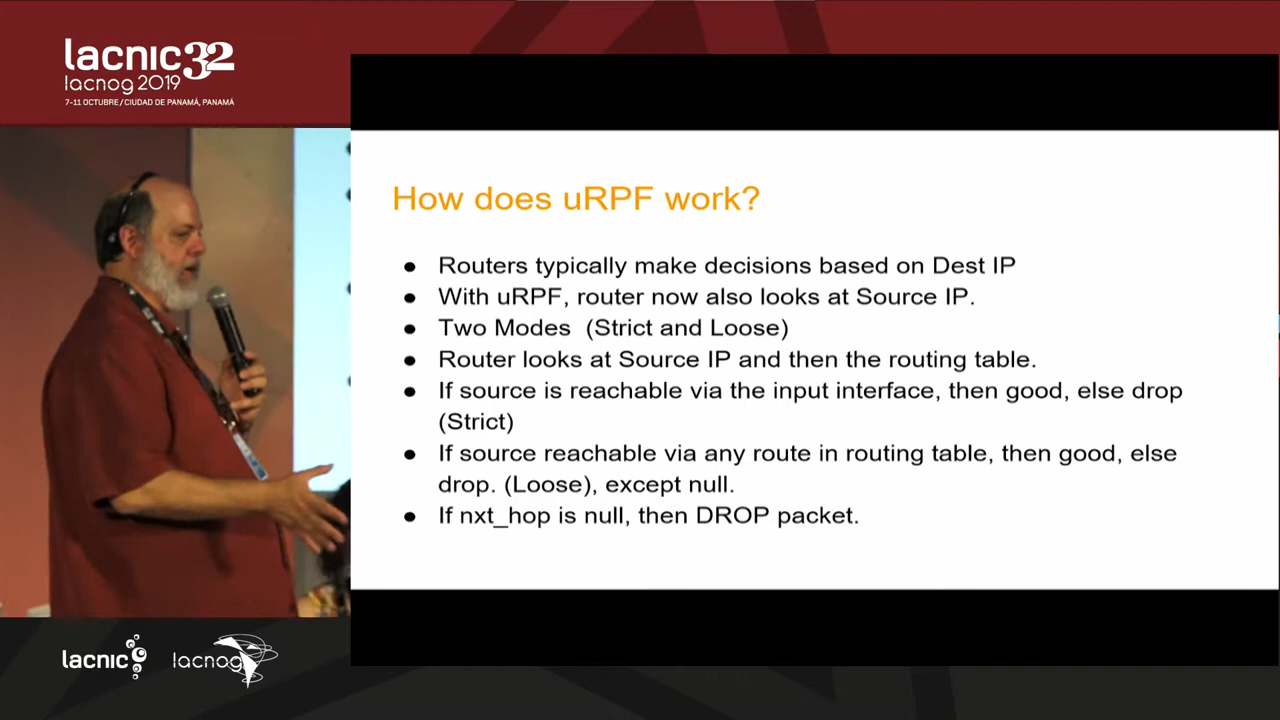 lacnic32
lacnog 2019
7-11 OCTUBRE / CIUDAD DE PANAMÁ, PANAMÁ
How does uRPF work?
● Routers typically make decisions based on Dest IP
● With uRPF, router now also looks at Source IP.
● Two Modes (Strict and Loose)
● Router looks at Source IP and then the routing table.
● If source is reachable via the input interface, then good, else drop
(Strict)
● If source reachable via any route in routing table, then good, else
drop. (Loose), except null.
● If nxt_hop is null, then DROP packet.
lacnic
lacnog